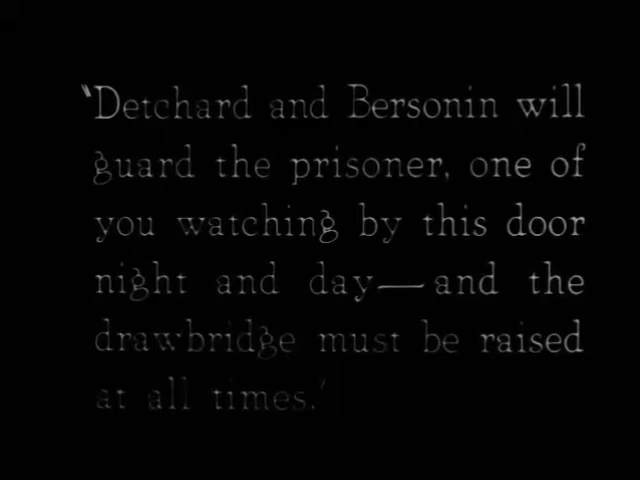 ‘Detchard and Bersonin will
guard the prisoner, one of
you watching by this door
night and day—and the
drawbridge must be raised
at all times.’